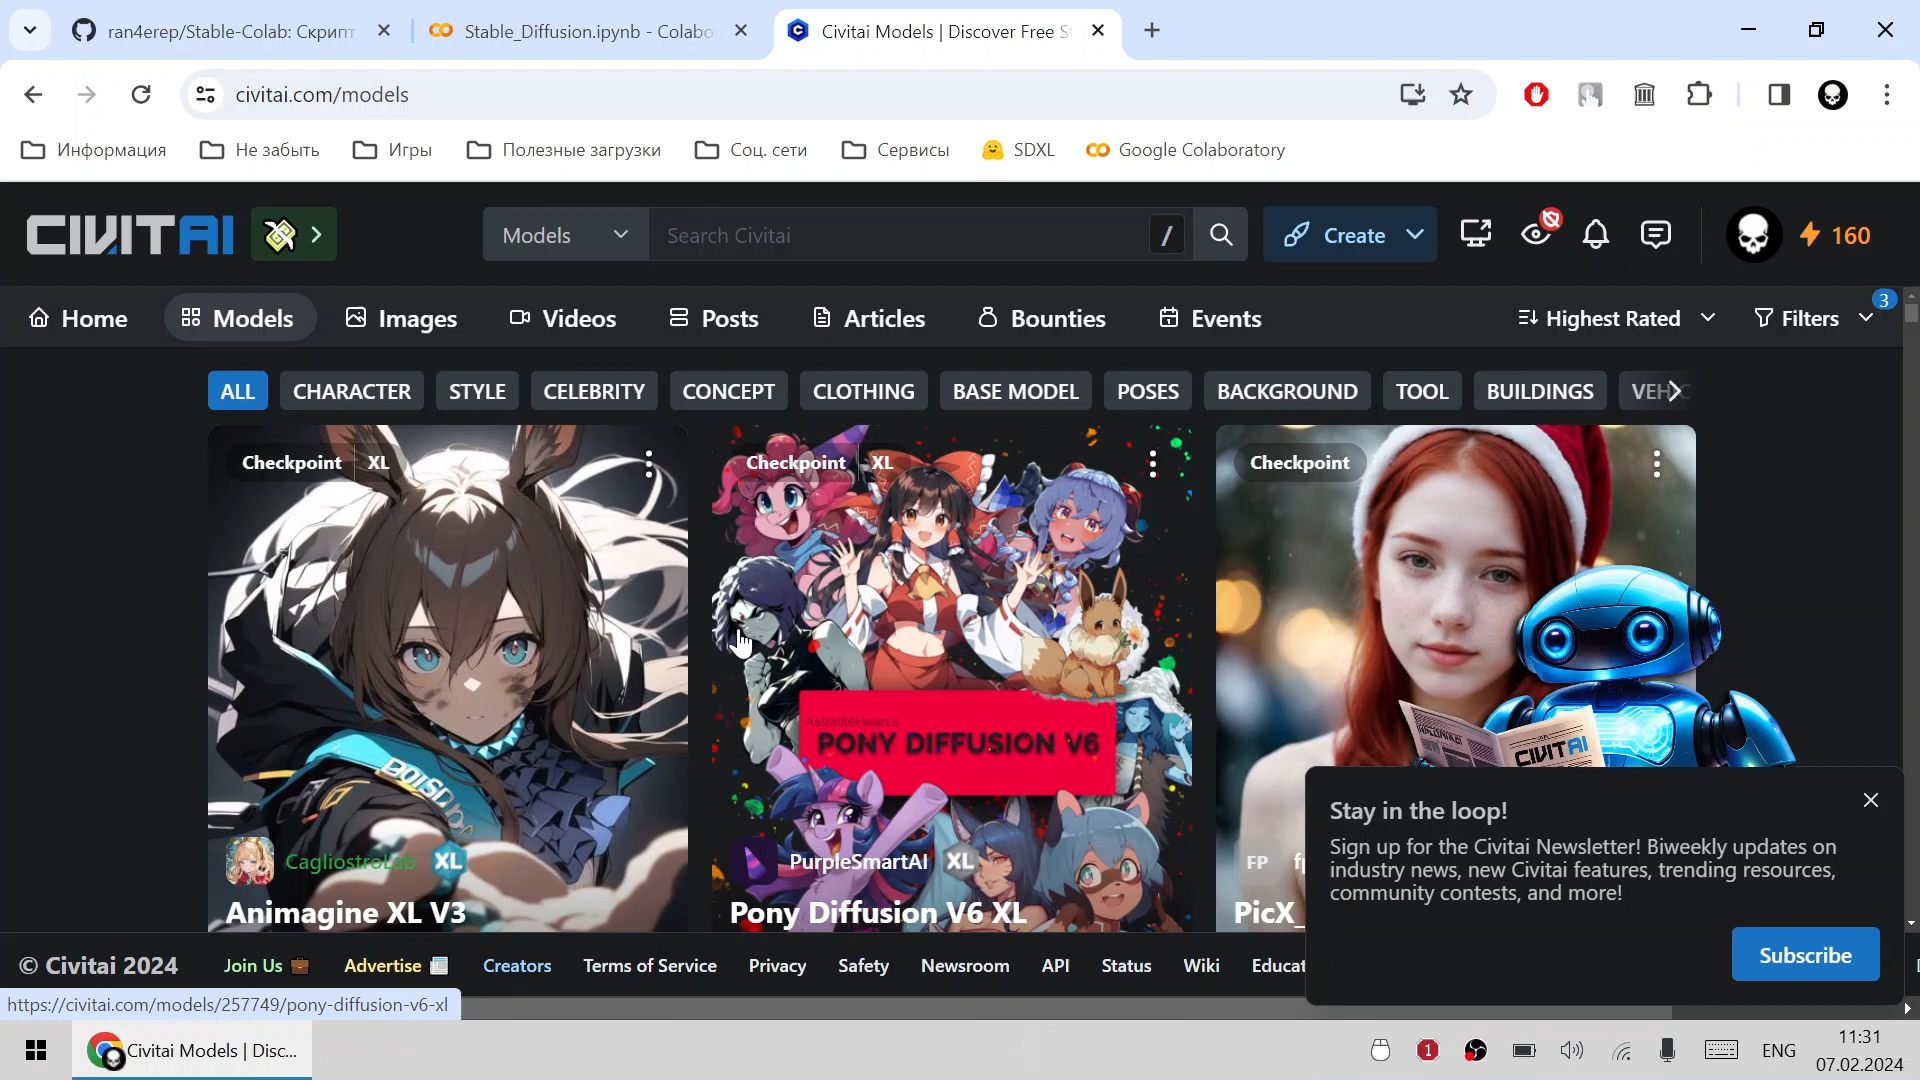 ran4erep/Stable-Colab: Скрипт
Stable_Diffusion.ipynb - Colabo
Civitai Models | Discover Free S
civitai.com/models
Информация
Не забыть
Игры
Полезные загрузки
Соц. сети
Сервисы
SDXL
Google Colaboratory
CIVITAI
Models
Search Civitai
/
Create
160
Home
Models
Images
Videos
Posts
Articles
Bounties
Events
Highest Rated
Filters
3
ALL
CHARACTER
STYLE
CELEBRITY
CONCEPT
CLOTHING
BASE MODEL
POSES
BACKGROUND
TOOL
BUILDINGS
VEHIC
Checkpoint XL
Checkpoint XL
Checkpoint
AstraliteHeart's
PONY DIFFUSION V6
CIVITAI
CagliostroLab XL
Animagine XL V3
PurpleSmartAI XL
Pony Diffusion V6 XL
FP
PicX_
Stay in the loop!
Sign up for the Civitai Newsletter! Biweekly updates on
industry news, new Civitai features, trending resources,
community contests, and more!
Subscribe
© Civitai 2024
Join Us
Advertise
Creators
Terms of Service
Privacy
Safety
Newsroom
API
Status
Wiki
Educat
https://civitai.com/models/257749/pony-diffusion-v6-xl
Civitai Models | Disc...
1
ENG
11:31
07.02.2024